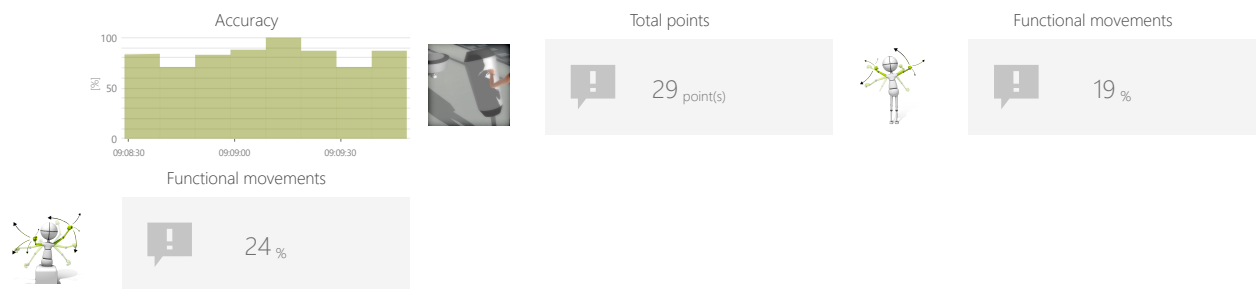 Accuracy
100
[%]
50
0
09:08:30 09:09:00 09:09:30
Total points
29 point(s)
Functional movements
19 %
Functional movements
24 %